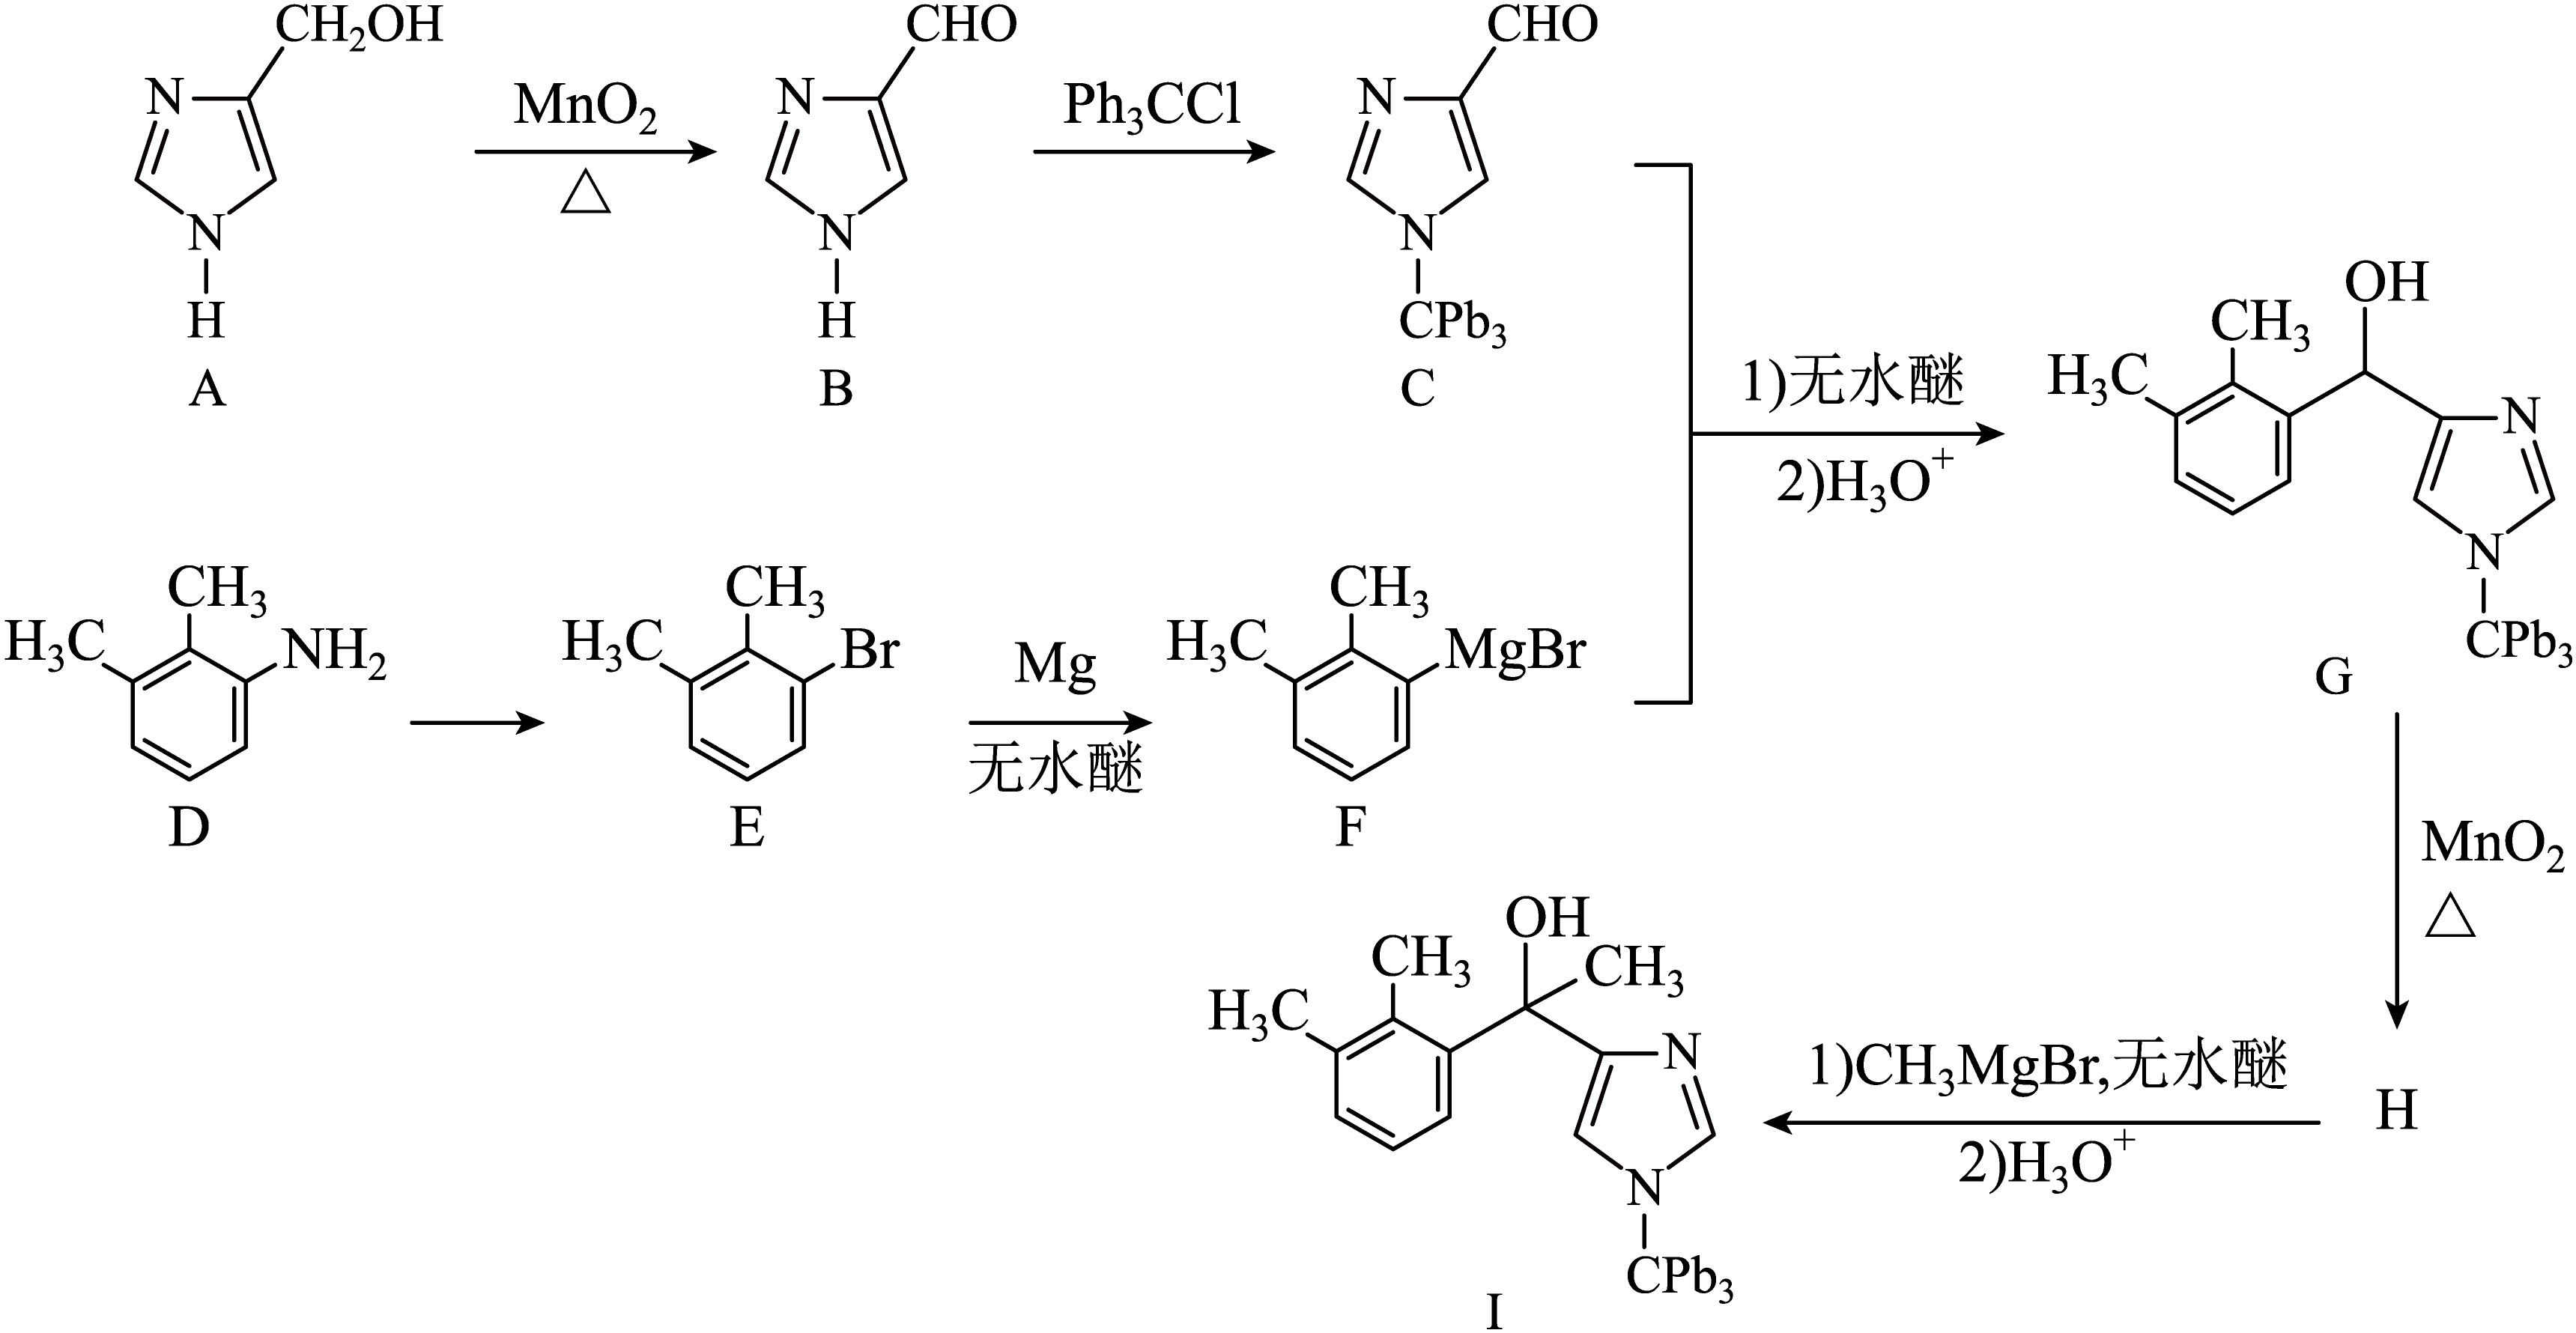 CH₂OH
N
N
H
A
MnO₂
△
CHO
N
N
H
B
Ph₃CCl
CHO
N
N
CPb₃
C
1)无水醚
2)H₃O⁺
OH
CH₃
H₃C
N
N
CPb₃
G
CH₃
H₃C
NH₂
D
CH₃
H₃C
Br
E
Mg
无水醚
CH₃
H₃C
MgBr
F
MnO₂
△
H
1)CH₃MgBr,无水醚
2)H₃O⁺
OH
CH₃
CH₃
H₃C
N
N
CPb₃
I